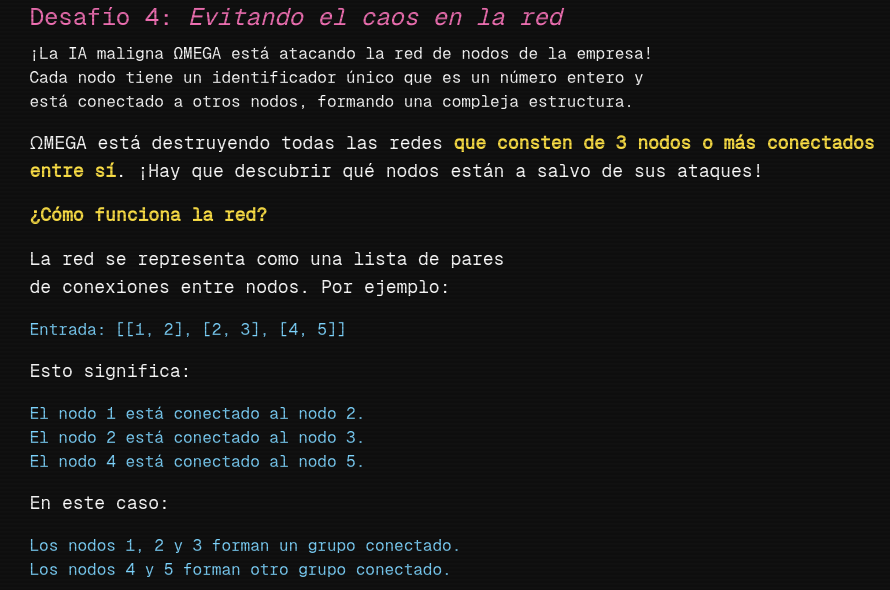 Desafío 4: Evitando el caos en la red
¡La IA maligna ΩMEGA está atacando la red de nodos de la empresa!
Cada nodo tiene un identificador único que es un número entero y
está conectado a otros nodos, formando una compleja estructura.
ΩMEGA está destruyendo todas las redes que consten de 3 nodos o más conectados
entre sí. ¡Hay que descubrir qué nodos están a salvo de sus ataques!
¿Cómo funciona la red?
La red se representa como una lista de pares
de conexiones entre nodos. Por ejemplo:
Entrada: [[1, 2], [2, 3], [4, 5]]
Esto significa:
El nodo 1 está conectado al nodo 2.
El nodo 2 está conectado al nodo 3.
El nodo 4 está conectado al nodo 5.
En este caso:
Los nodos 1, 2 y 3 forman un grupo conectado.
Los nodos 4 y 5 forman otro grupo conectado.